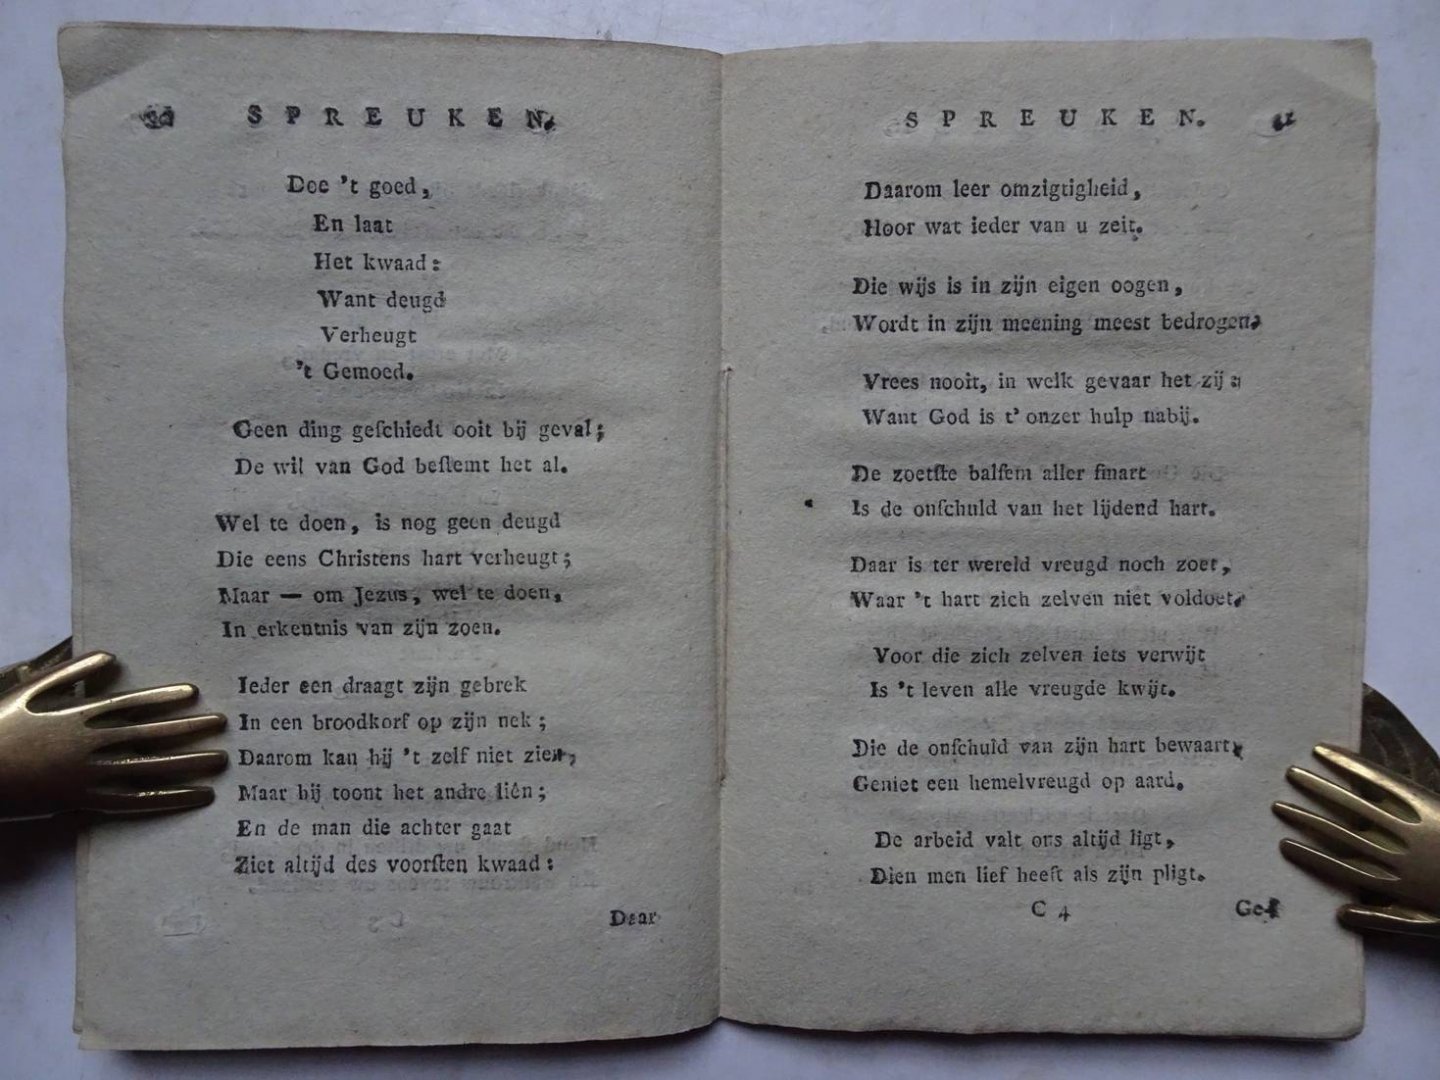 SPREUKEN.
Doe 't goed,
En laat
Het kwaad:
Want deugd
Verheugt
't Gemoed.
Geen ding geſchiedt ooit bij geval;
De wil van God beſtemt het al.
Wel te doen, is nog geen deugd
Die eens Christens hart verheugt;
Maar — om Jezus, wel te doen,
In erkentnis van zijn zoen.
Ieder een draagt zijn gebrek
In een broodkorf op zijn nek;
Daarom kan hij 't zelf niet zien,
Maar hij toont het andre liên;
En de man die achter gaat
Ziet altijd des voorſten kwaad:
Daar
SPREUKEN. 41
Daarom leer omzigtigheid,
Hoor wat ieder van u zeit.
Die wijs is in zijn eigen oogen,
Wordt in zijn meening meest bedrogen.
Vrees nooit, in welk gevaar het zij:
Want God is t' onzer hulp nabij.
De zoetſte balſem aller ſmart
Is de onſchuld van het lijdend hart.
Daar is ter wereld vreugd noch zoet,
Waar 't hart zich zelven niet voldoet.
Voor die zich zelven iets verwijt
Is 't leven alle vreugde kwijt.
Die de onſchuld van zijn hart bewaart,
Geniet een hemelvreugd op aard.
De arbeid valt ons altijd ligt,
Dien men lief heeft als zijn pligt.
C 4